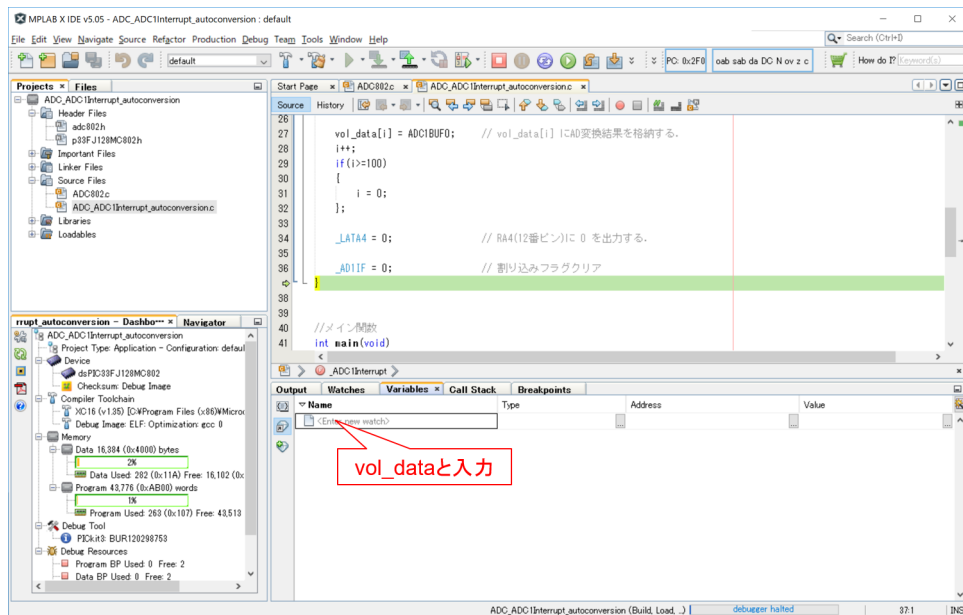 MPLAB X IDE v5.05 - ADC_ADC1Interrupt_autoconversion : default
File Edit View Navigate Source Refactor Production Debug Team Tools Window Help
Search (Ctrl+I)
default
PC: 0x2F0
oab sab da DC N ov z c
How do I?
Keyword(s)
Projects × Files
ADC_ADC1Interrupt_autoconversion
Header Files
adc802.h
p33FJ128MC802.h
Important Files
Linker Files
Source Files
ADC802.c
ADC_ADC1Interrupt_autoconversion.c
Libraries
Loadables
Start Page × ADC802.c × ADC_ADC1Interrupt_autoconversion.c ×
Source History
26
27 vol_data[i] = ADC1BUF0; // vol_data[i] にAD変換結果を格納する.
28 i++;
29 if(i>=100)
30 {
31 i = 0;
32 };
33
34 _LATA4 = 0; // RA4(12番ピン)に 0 を出力する.
35
36 _AD1IF = 0; // 割り込みフラグクリア
}
38
39
40 //メイン関数
41 int main(void)
_ADC1Interrupt
rrupt_autoconversion - Dashbo… × Navigator
ADC_ADC1Interrupt_autoconversion
Project Type: Application - Configuration: defaul
Device
dsPIC33FJ128MC802
Checksum: Debug Image
Compiler Toolchain
XC16 (v1.35) [C:¥Program Files (x86)¥Microc
Debug Image: ELF: Optimization: gcc 0
Memory
Data 16,384 (0x4000) bytes
2%
Data Used: 282 (0x11A) Free: 16,102 (0x
Program 43,776 (0xAB00) words
1%
Program Used: 263 (0x107) Free: 43,513
Debug Tool
PICkit3: BUR120298753
Debug Resources
Program BP Used: 0 Free: 2
Data BP Used: 0 Free: 2
Output Watches Variables × Call Stack Breakpoints
Name Type Address Value
<Enter new watch>
vol_dataと入力
ADC_ADC1Interrupt_autoconversion (Build, Load, ...)
debugger halted
37:1
INS